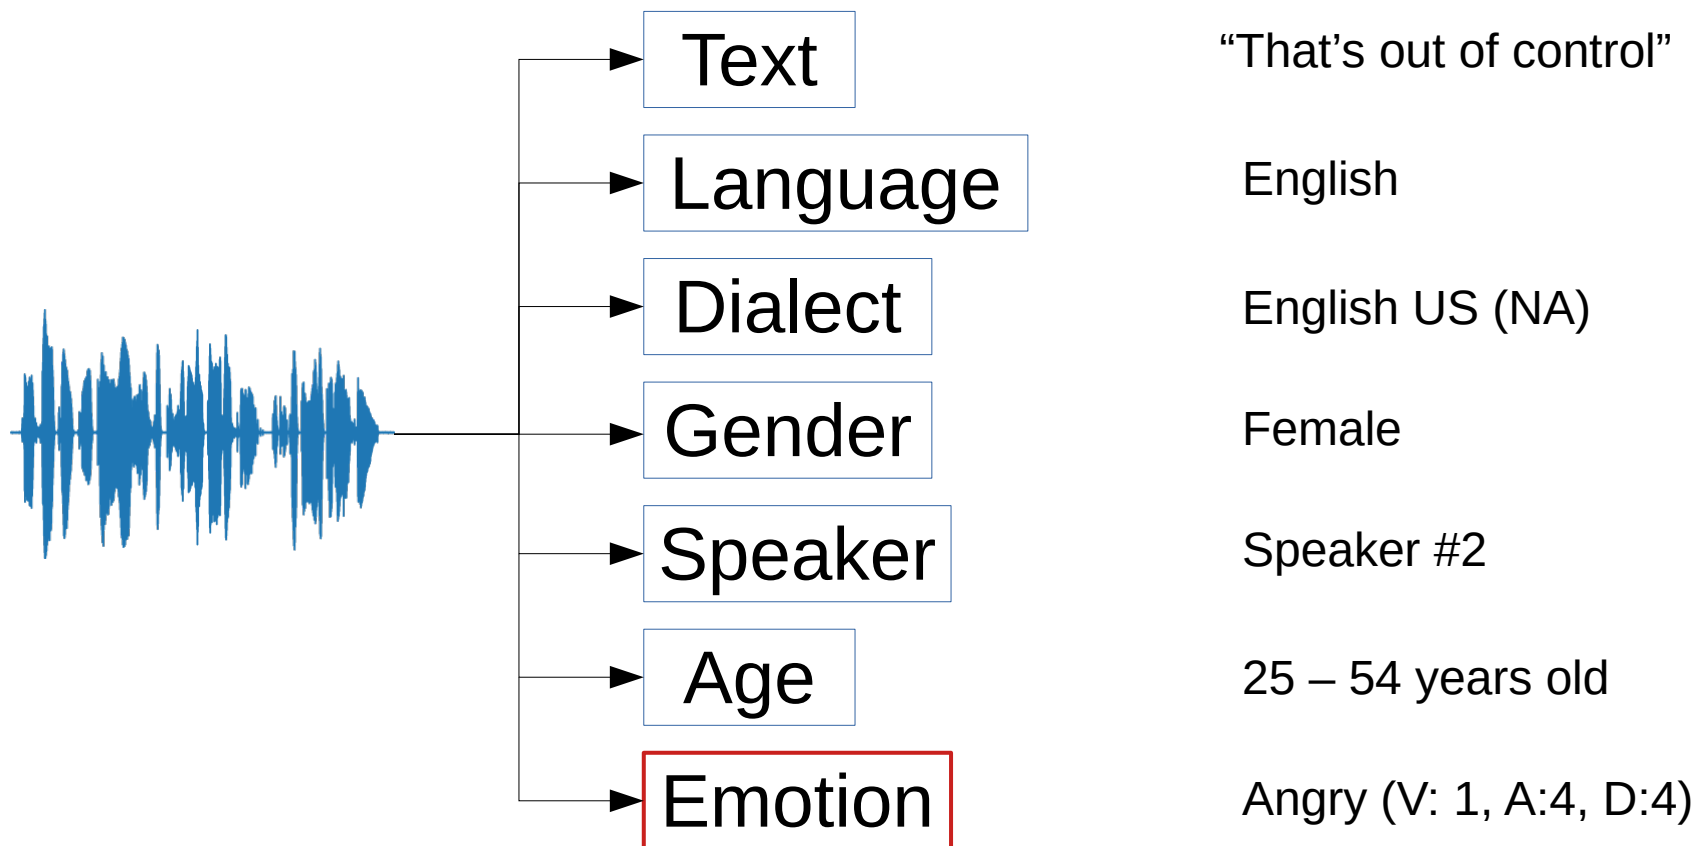 Text “That’s out of control”
Language English
Dialect English US (NA)
Gender Female
Speaker Speaker #2
Age 25 – 54 years old
Emotion Angry (V: 1, A:4, D:4)